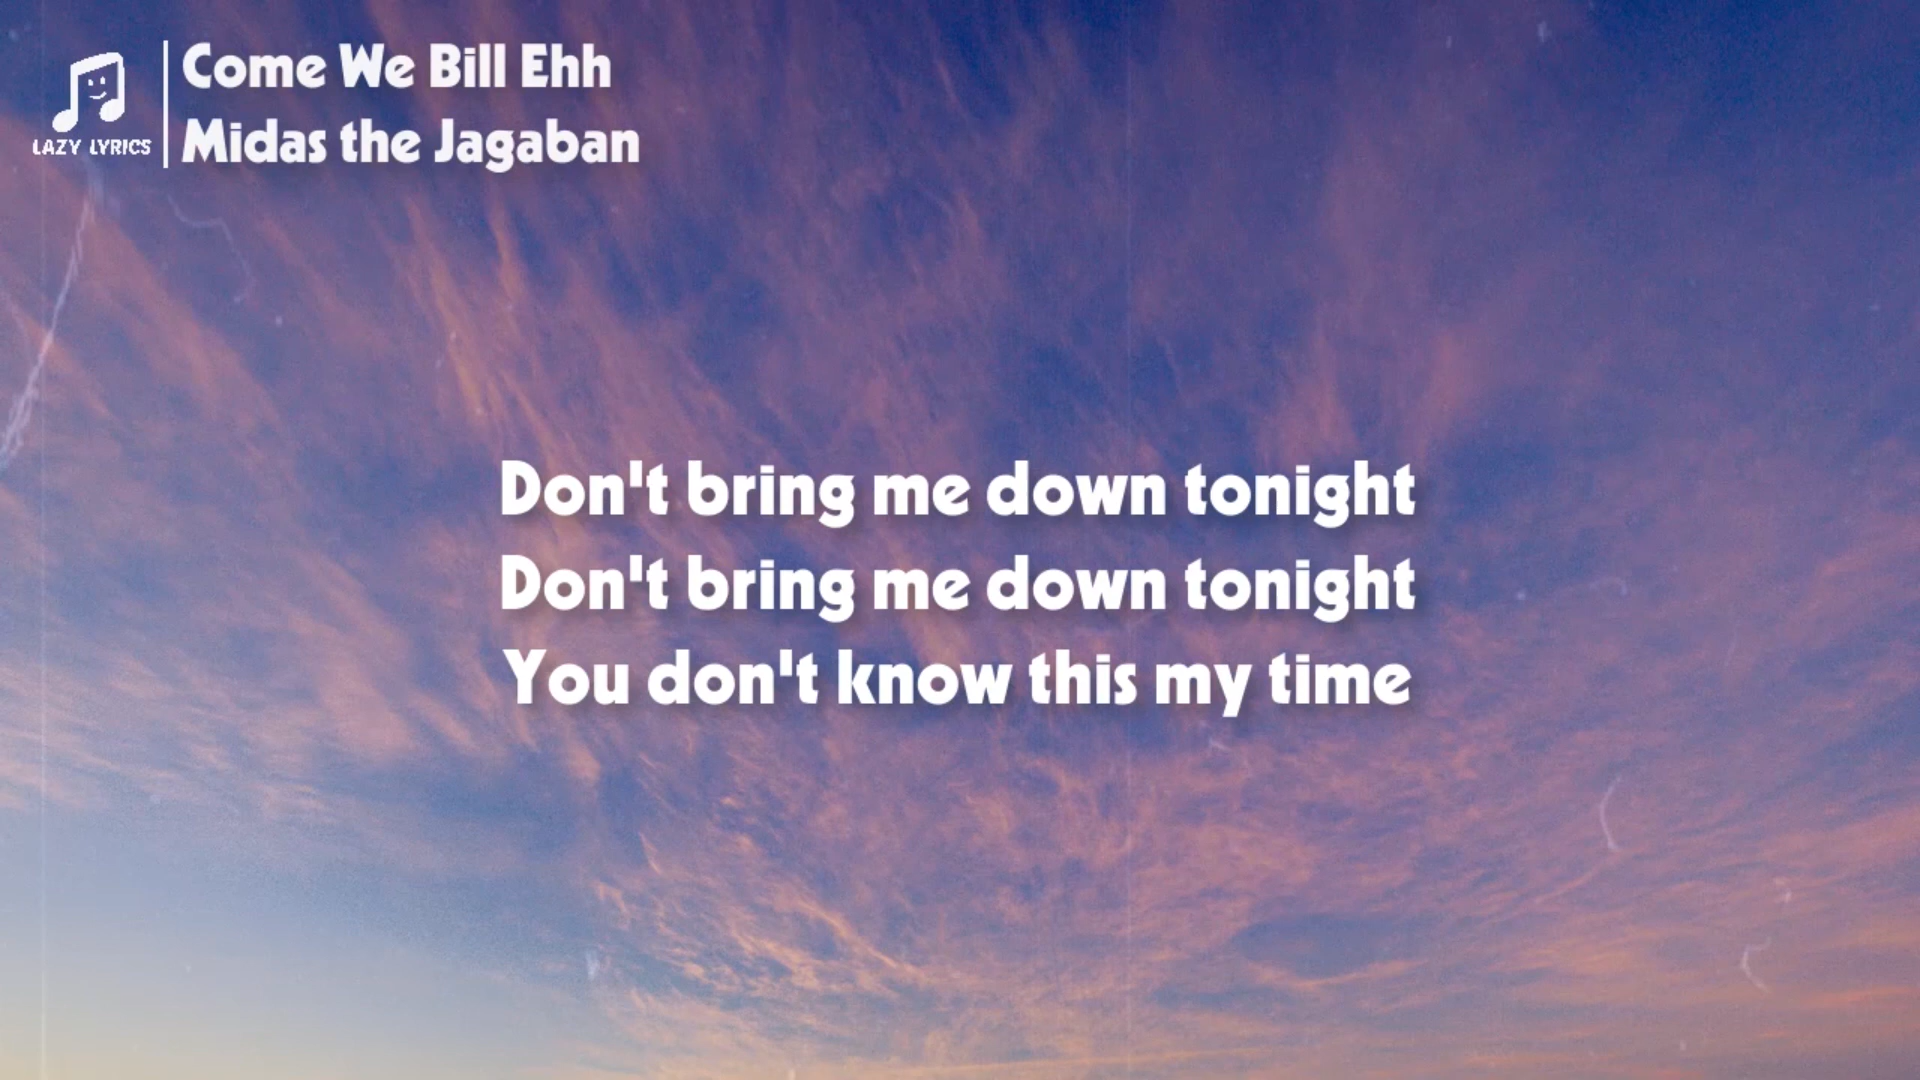 Come We Bill Ehh
Midas the Jagaban
LAZY LYRICS
Don't bring me down tonight
Don't bring me down tonight
You don't know this my time